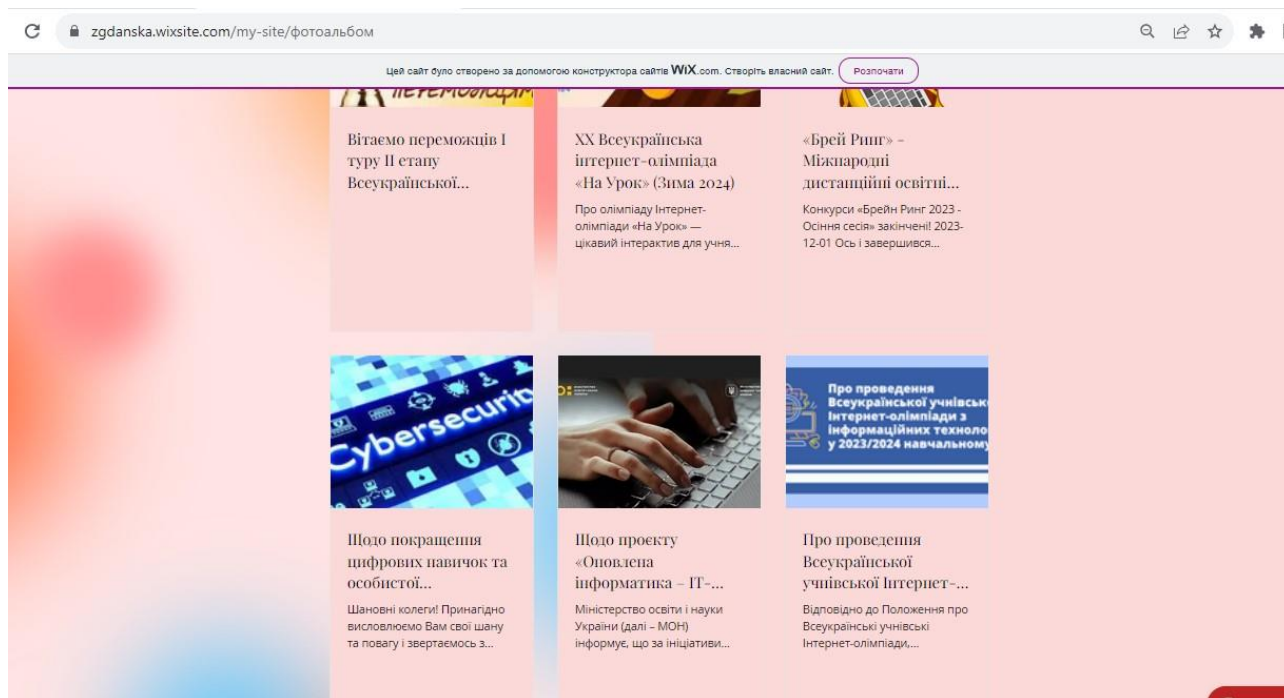 zgdanska.wixsite.com/my-site/фотоальбом
Цей сайт було створено за допомогою конструктора сайтів WiX.com. Створіть власний сайт. Розпочати
ПЕРЕМОЖЦЯМ
Вітаємо переможців І
туру ІІ етапу
Всеукраїнської...
XX Всеукраїнська
інтернет-олімпіада
«На Урок» (Зима 2024)
Про олімпіаду Інтернет-
олімпіади «На Урок» —
цікавий інтерактив для учня...
«Брей Ринг» -
Міжнародні
дистанційні освітні...
Конкурси «Брейн Ринг 2023 -
Осіння сесія» закінчені! 2023-
12-01 Ось і завершився...
Cybersecurit
Щодо покращення
цифрових навичок та
особистої...
Шановні колеги! Принагідно
висловлюємо Вам свої шану
та повагу і звертаємось з...
Щодо проєкту
«Оновлена
інформатика – ІТ-...
Міністерство освіти і науки
України (далі – МОН)
інформує, що за ініціативи...
Про проведення
Всеукраїнської учнівськ
Інтернет-олімпіади з
інформаційних техноло
у 2023/2024 навчальному
Про проведення
Всеукраїнської
учнівської Інтернет-...
Відповідно до Положення про
Всеукраїнські учнівські
Інтернет-олімпіади,...